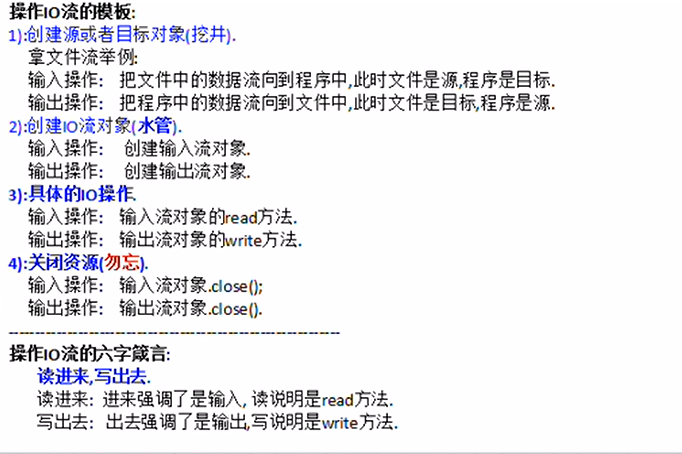 操作IO流的模板:
1):创建源或者目标对象(挖井).
拿文件流举例:
输入操作: 把文件中的数据流向到程序中,此时文件是源,程序是目标.
输出操作: 把程序中的数据流向到文件中,此时文件是目标,程序是源.
2):创建IO流对象(水管).
输入操作: 创建输入流对象.
输出操作: 创建输出流对象.
3):具体的IO操作.
输入操作: 输入流对象的read方法.
输出操作: 输出流对象的write方法.
4):关闭资源(勿忘).
输入操作: 输入流对象.close();
输出操作: 输出流对象.close().
------------------------------------------------------------
操作IO流的六字箴言:
读进来,写出去.
读进来: 进来强调了是输入, 读说明是read方法.
写出去: 出去强调了是输出,写说明是write方法.